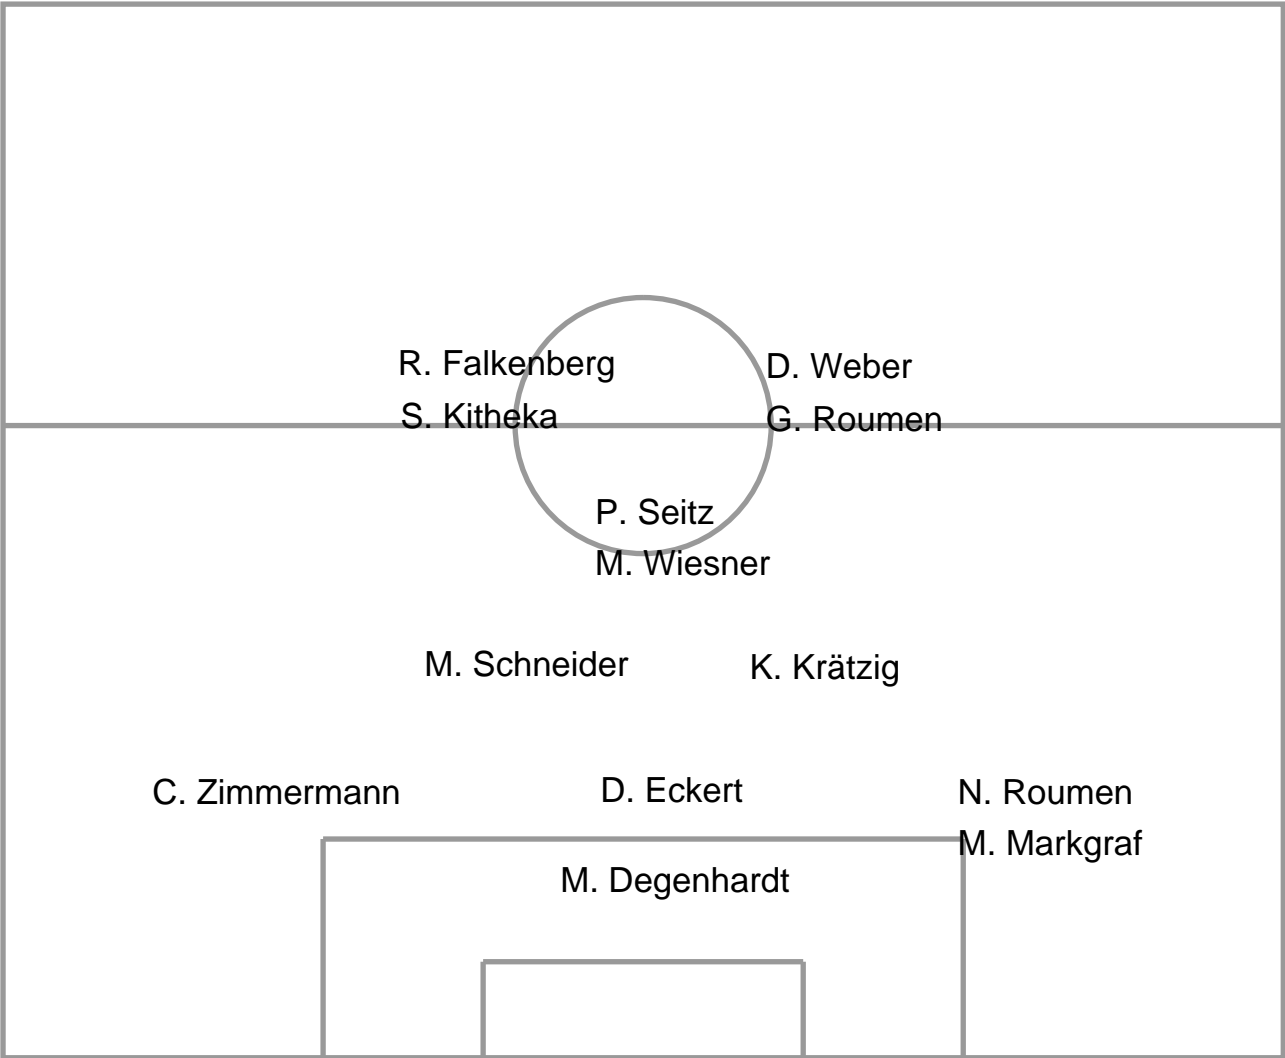 R. Falkenberg
D. Weber
S. Kitheka
G. Roumen
P. Seitz
M. Wiesner
M. Schneider
K. Krätzig
C. Zimmermann
D. Eckert
N. Roumen
M. Markgraf
M. Degenhardt